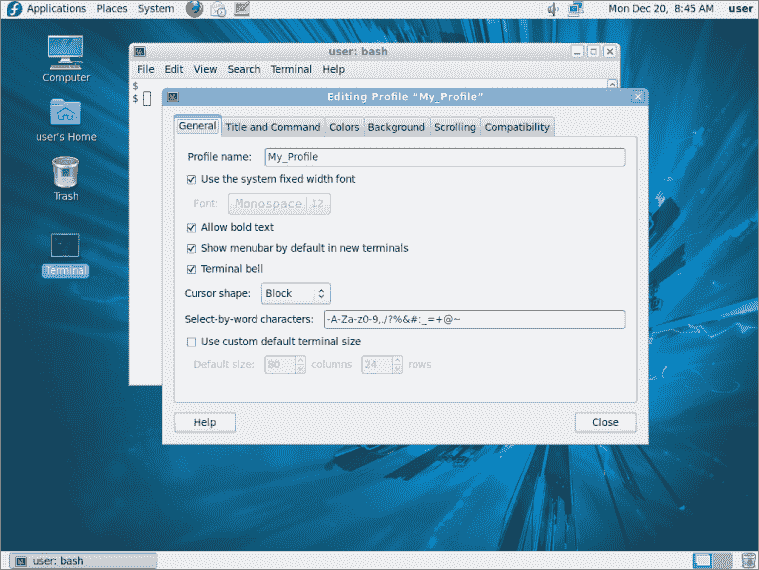 Applications Places System Mon Dec 20, 8:45 AM user
Computer
user's Home
Trash
Terminal
user: bash
File Edit View Search Terminal Help
$
$
Editing Profile “My_Profile”
General Title and Command Colors Background Scrolling Compatibility
Profile name: My_Profile
Use the system fixed width font
Font: Monospace 12
Allow bold text
Show menubar by default in new terminals
Terminal bell
Cursor shape: Block
Select-by-word characters: -A-Za-z0-9,./?%&#:_=+@~
Use custom default terminal size
Default size: 80 columns 24 rows
Help Close
user: bash